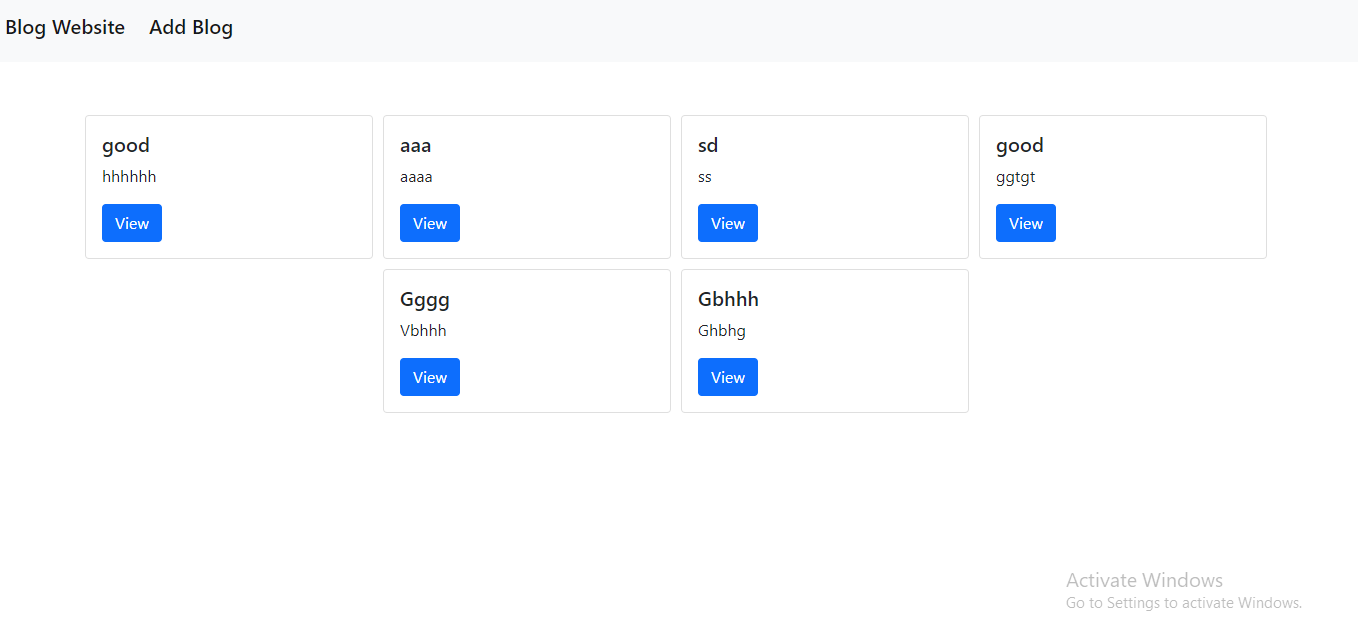 Blog Website Add Blog
good
hhhhhh
View
aaa
aaaa
View
sd
ss
View
good
ggtgt
View
Gggg
Vbhhh
View
Gbhhh
Ghbhg
View
Activate Windows
Go to Settings to activate Windows.